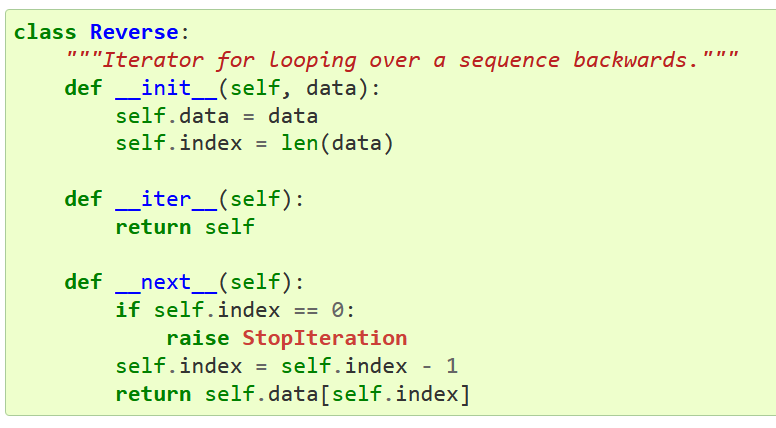 class Reverse:
    """Iterator for looping over a sequence backwards."""
    def __init__(self, data):
        self.data = data
        self.index = len(data)

    def __iter__(self):
        return self

    def __next__(self):
        if self.index == 0:
            raise StopIteration
        self.index = self.index - 1
        return self.data[self.index]